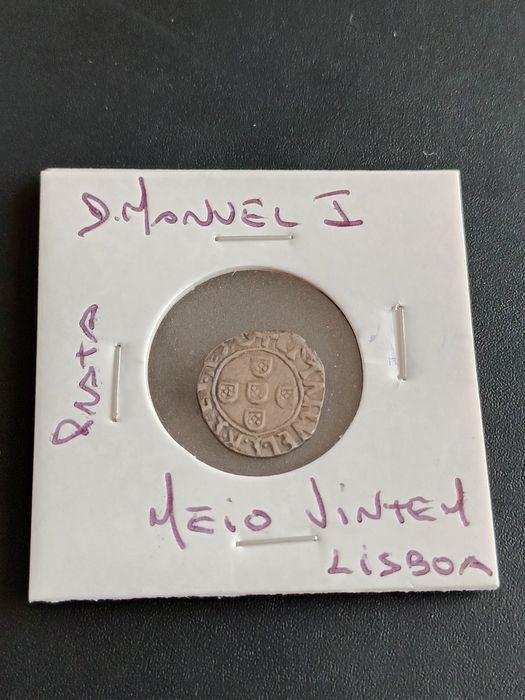 D.MANUEL I
PRATA
MEIO VINTEM
LISBOA